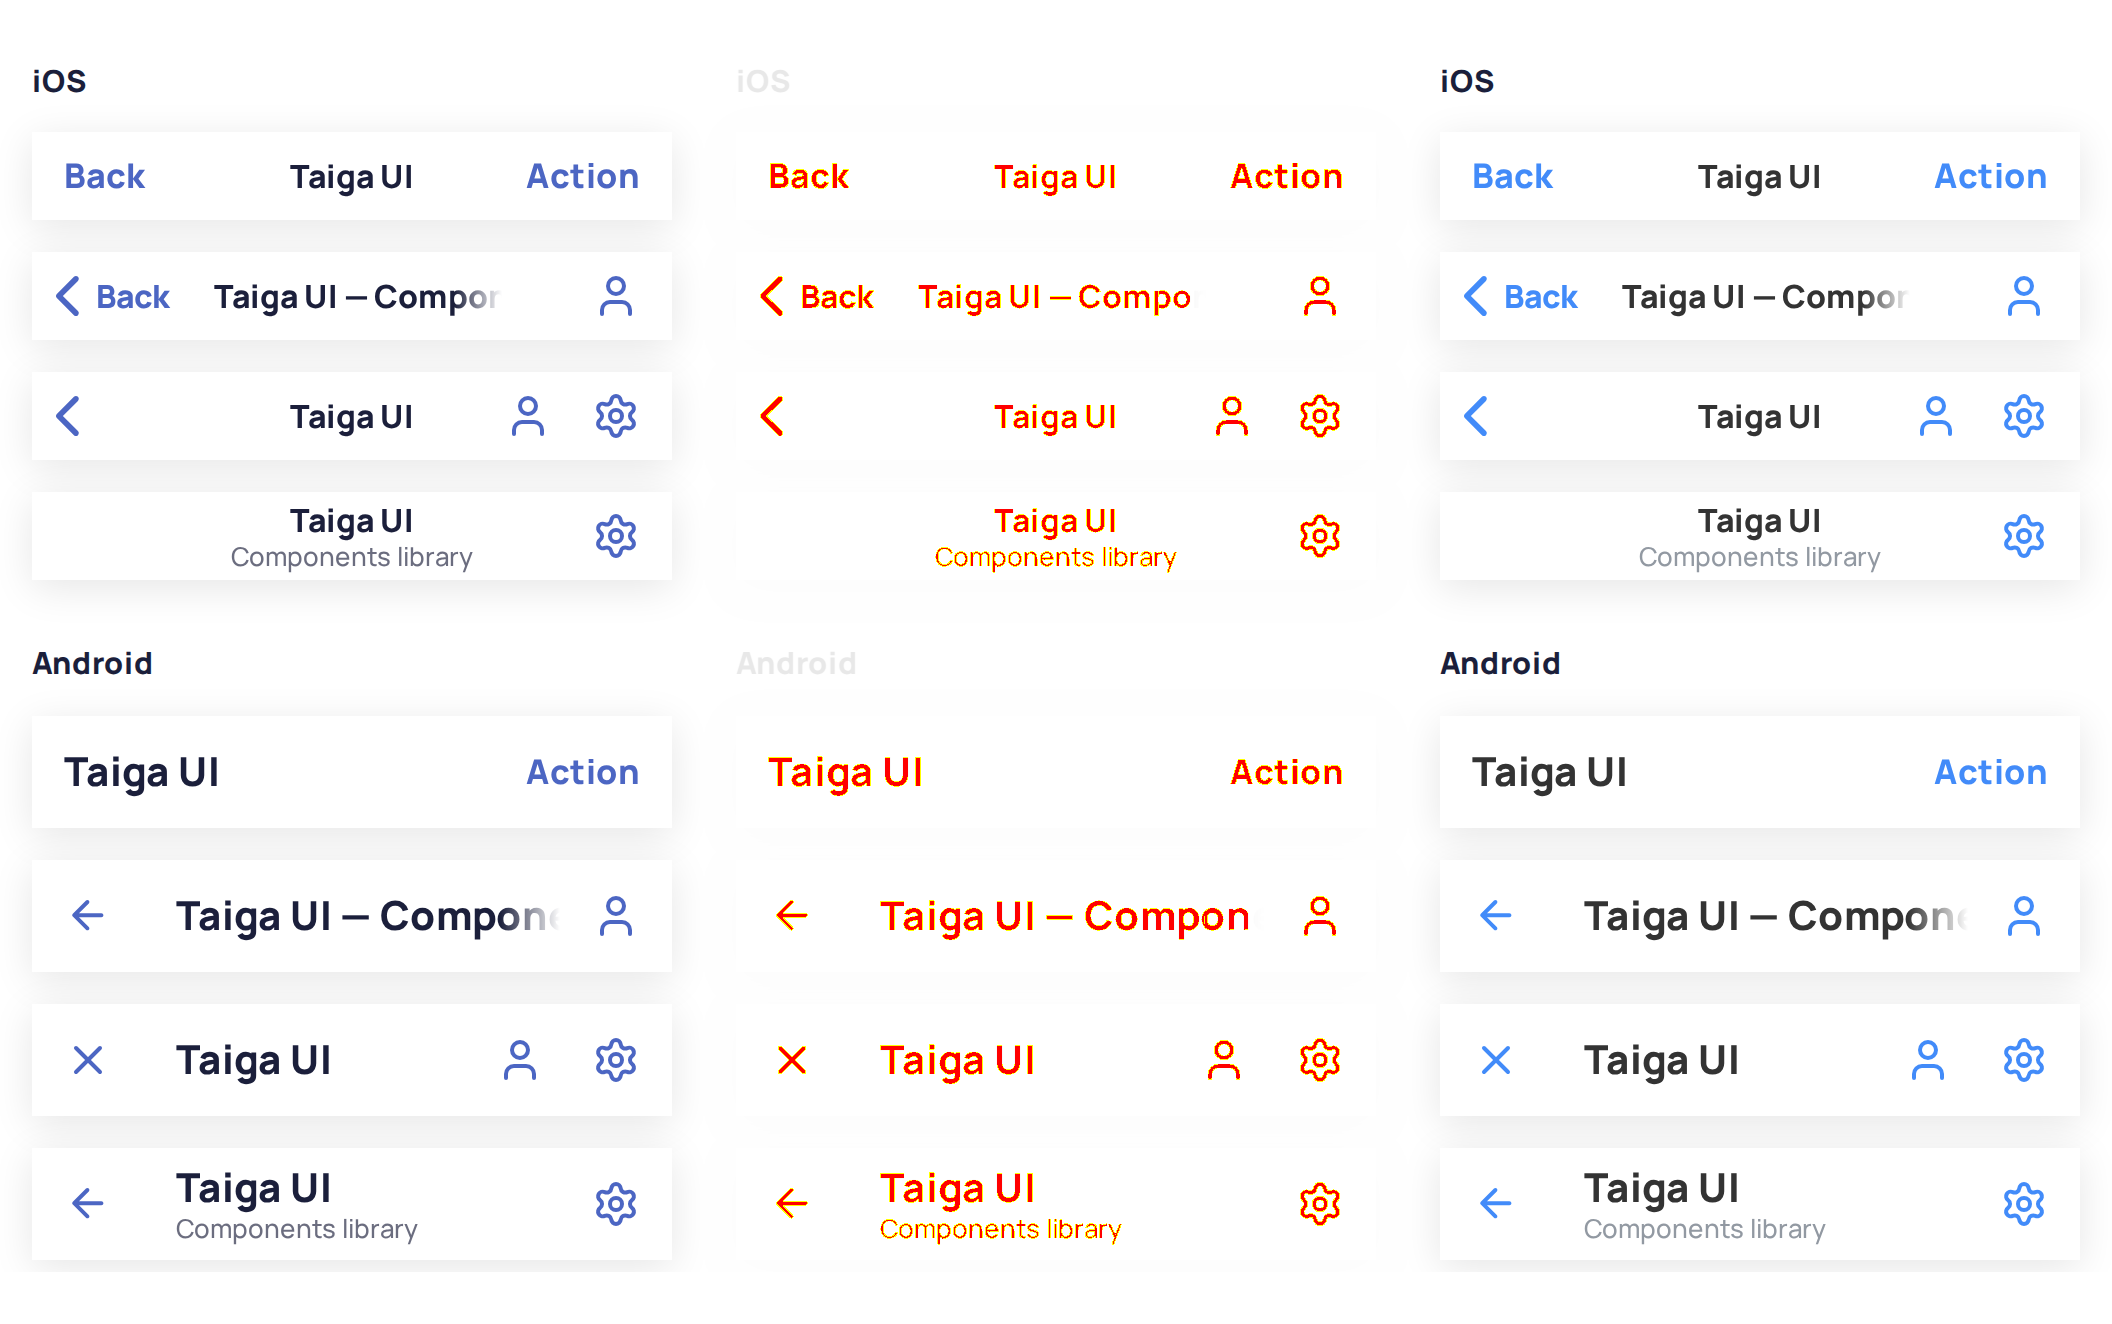 iOS iOS iOS
Back Taiga UI Action Back Taiga UI Action Back Taiga UI Action
Back Taiga UI — Compor Back Taiga UI — Compo Back Taiga UI — Compor
Taiga UI Taiga UI Taiga UI
Taiga UI Taiga UI Taiga UI
Components library Components library Components library
Android Android Android
Taiga UI Action Taiga UI Action Taiga UI Action
Taiga UI — Compone Taiga UI — Compon Taiga UI — Compone
Taiga UI Taiga UI Taiga UI
Taiga UI Taiga UI Taiga UI
Components library Components library Components library